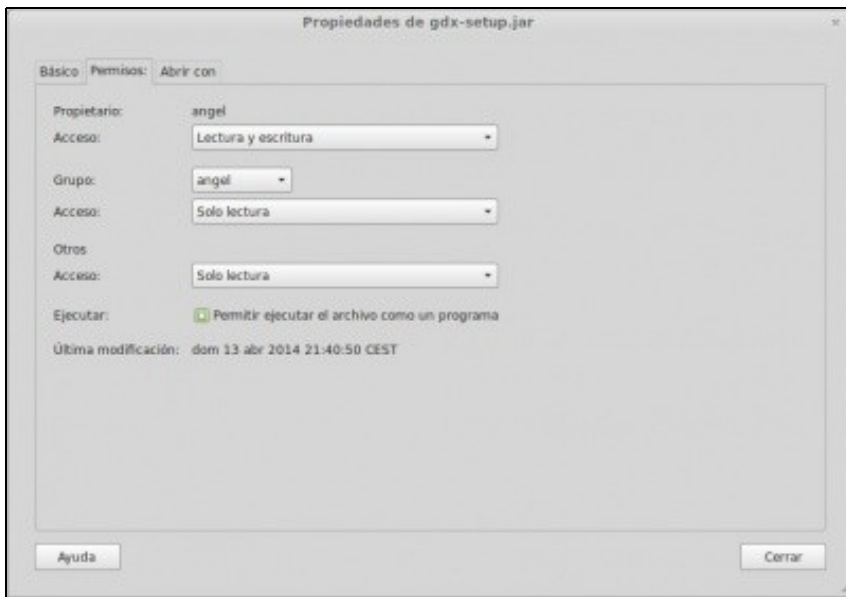 Propiedades de gdx-setup.jar
Básico Permisos: Abrir con
Propietario: angel
Acceso: Lectura y escritura
Grupo: angel
Acceso: Solo lectura
Otros
Acceso: Solo lectura
Ejecutar: Permitir ejecutar el archivo como un programa
Última modificación: dom 13 abr 2014 21:40:50 CEST
Ayuda Cerrar